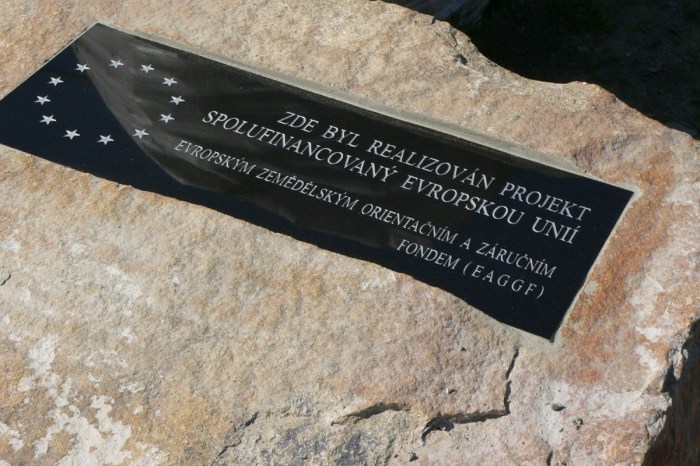 ZDE BYL REALIZOVÁN PROJEKT
SPOLUFINANCOVANÝ EVROPSKOU UNIÍ
EVROPSKÝM ZEMĚDĚLSKÝM ORIENTAČNÍM A ZÁRUČNÍM
FONDEM (EAGGF)